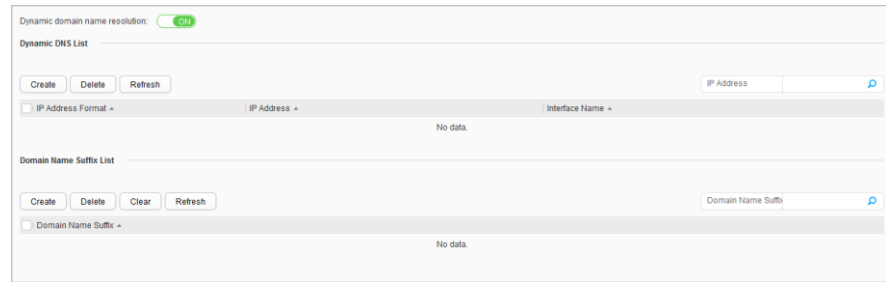 Dynamic domain name resolution: ON
Dynamic DNS List
Create Delete Refresh IP Address
IP Address Format IP Address Interface Name
No data.
Domain Name Suffix List
Create Delete Clear Refresh Domain Name Suffix
Domain Name Suffix
No data.